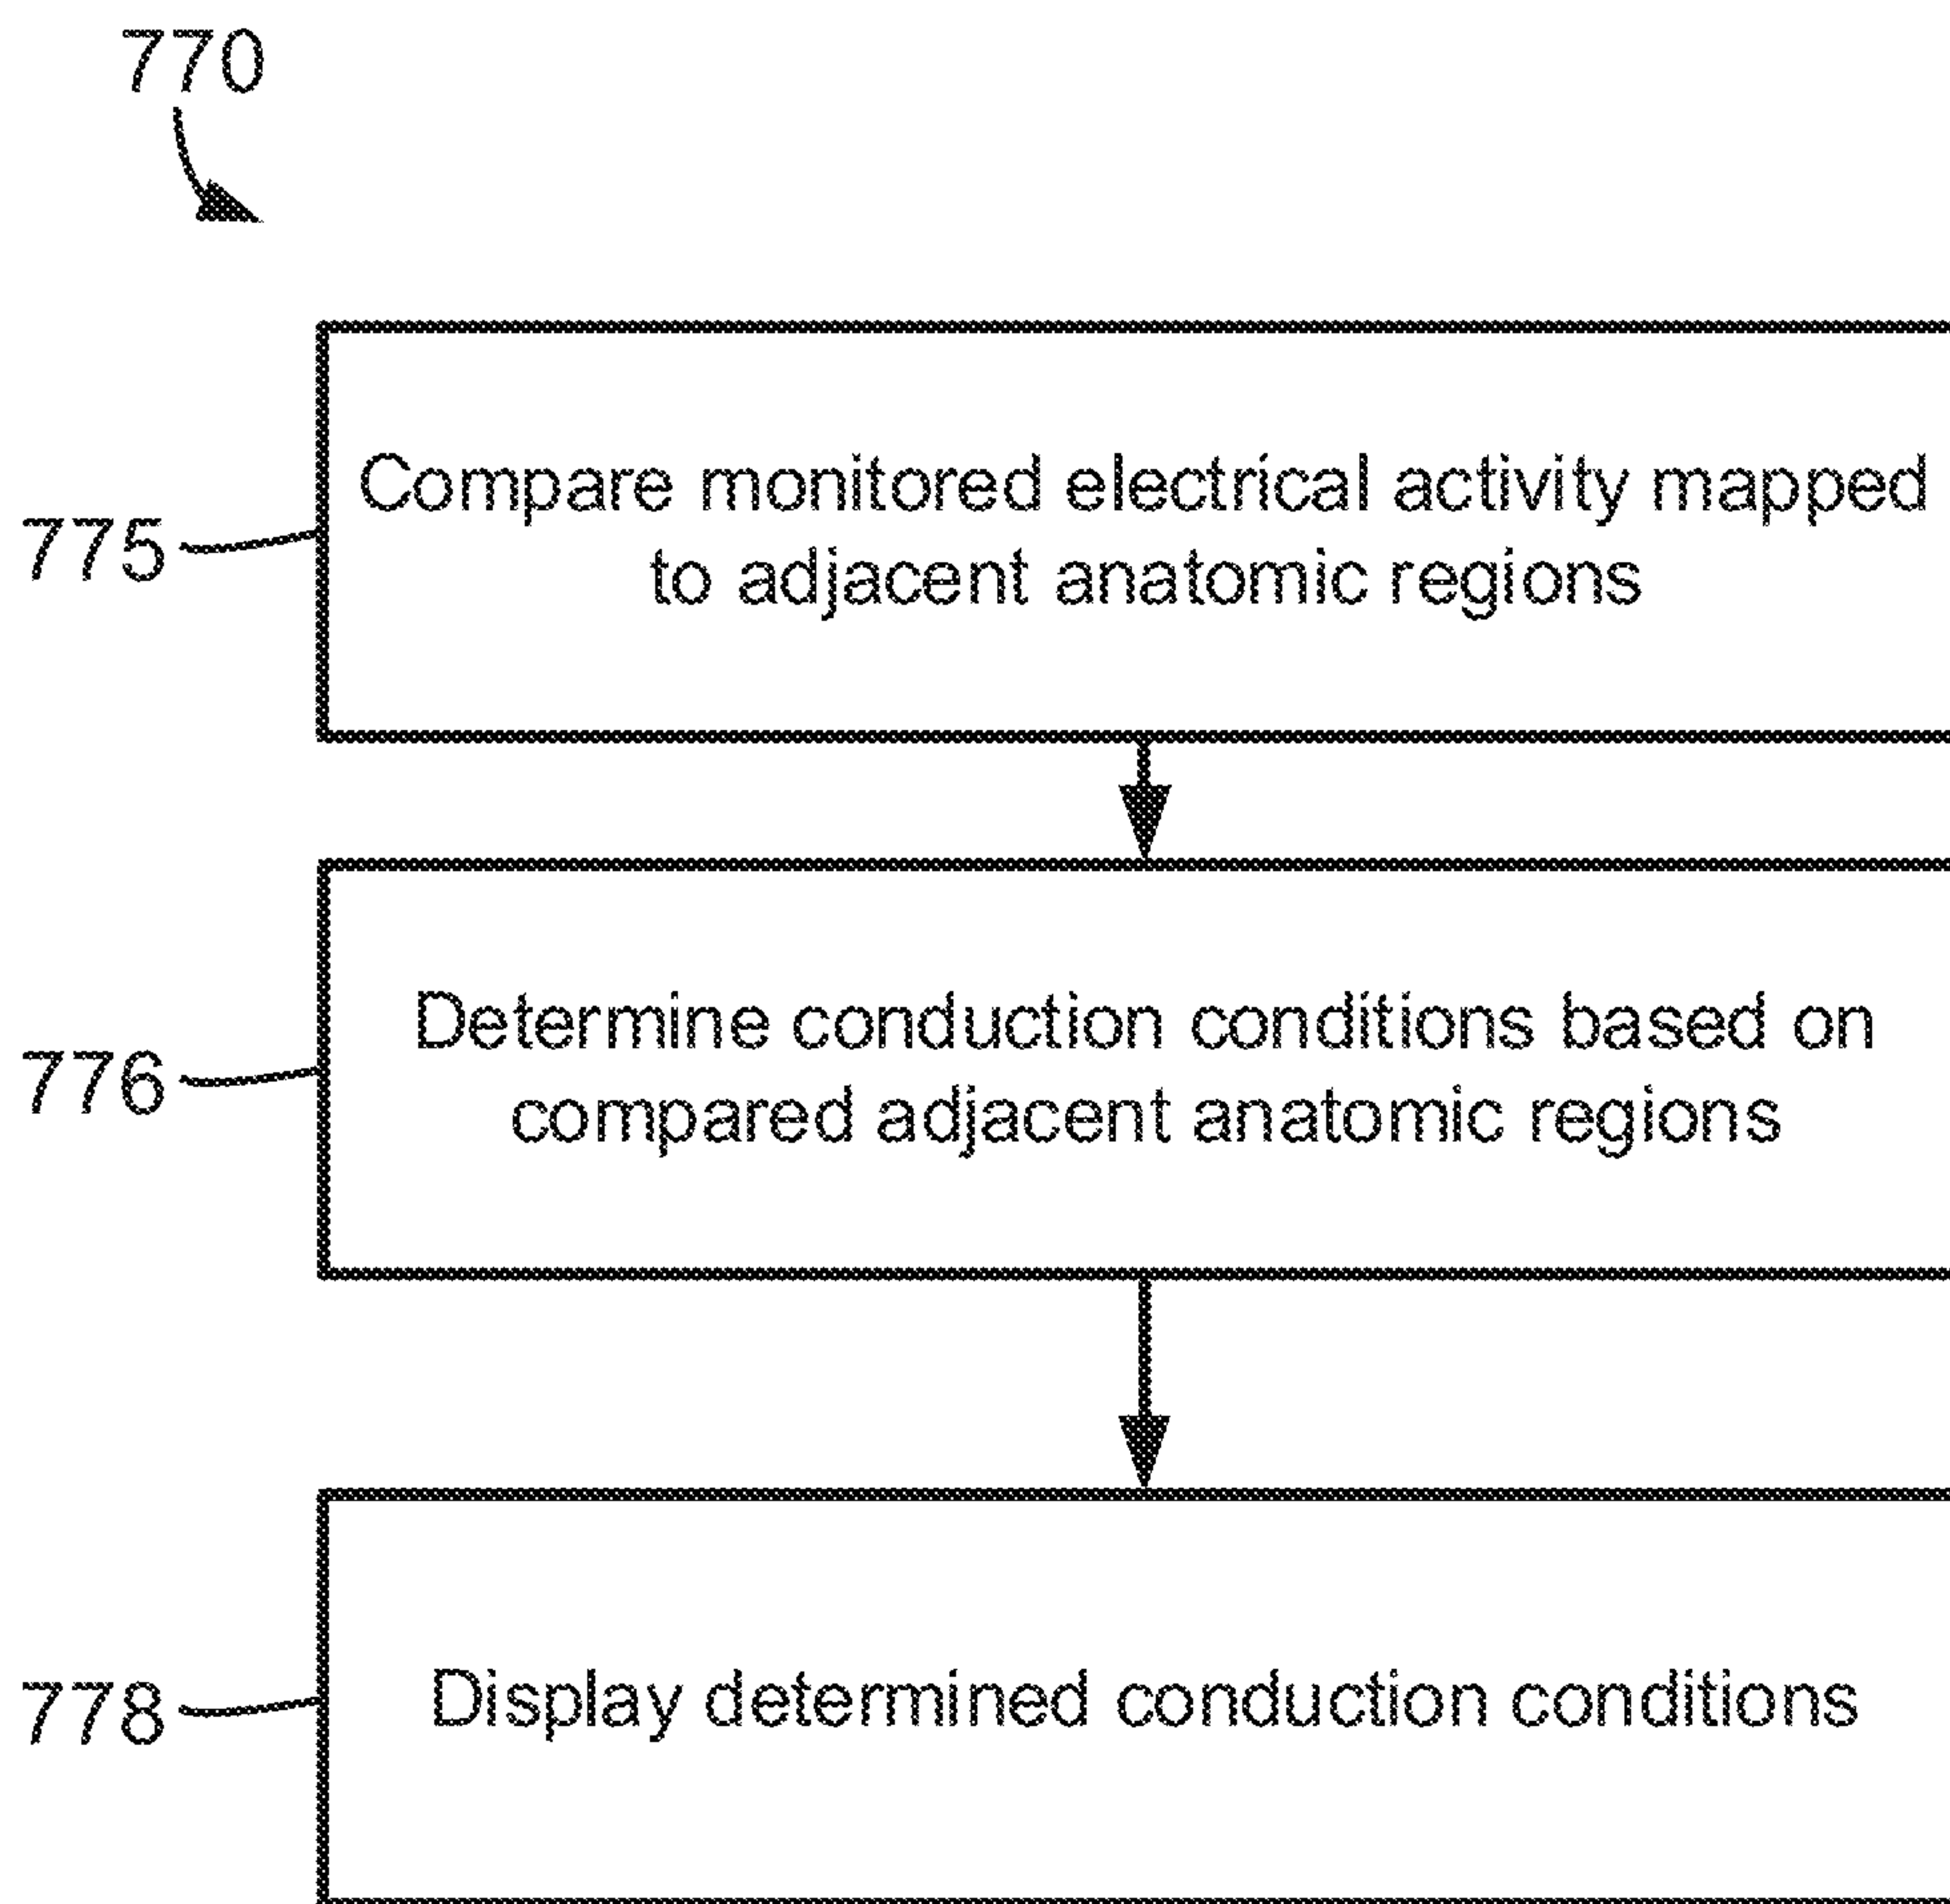 770
775
Compare monitored electrical activity mapped
to adjacent anatomic regions
776
Determine conduction conditions based on
compared adjacent anatomic regions
778
Display determined conduction conditions